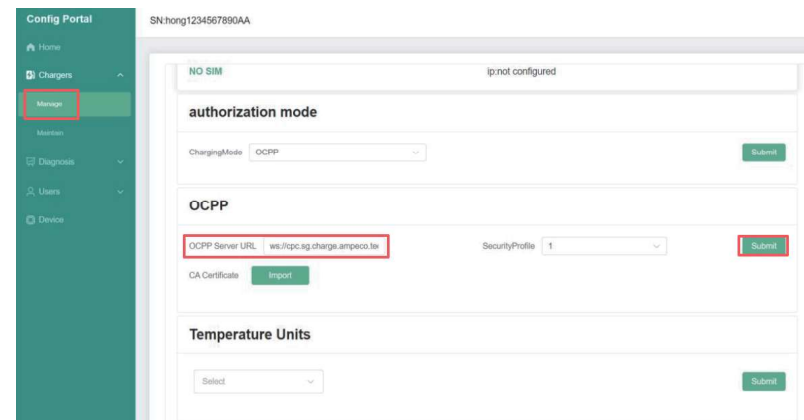 Config Portal
SN:hong1234567890AA
Home
Chargers
Manage
Maintain
Diagnosis
Users
Device
NO SIM
ip:not configured
authorization mode
ChargingMode OCPP
Submit
OCPP
OCPP Server URL ws://cpc.sg.charge.ampeco.te
SecurityProfile 1
Submit
CA Certificate Import
Temperature Units
Select
Submit